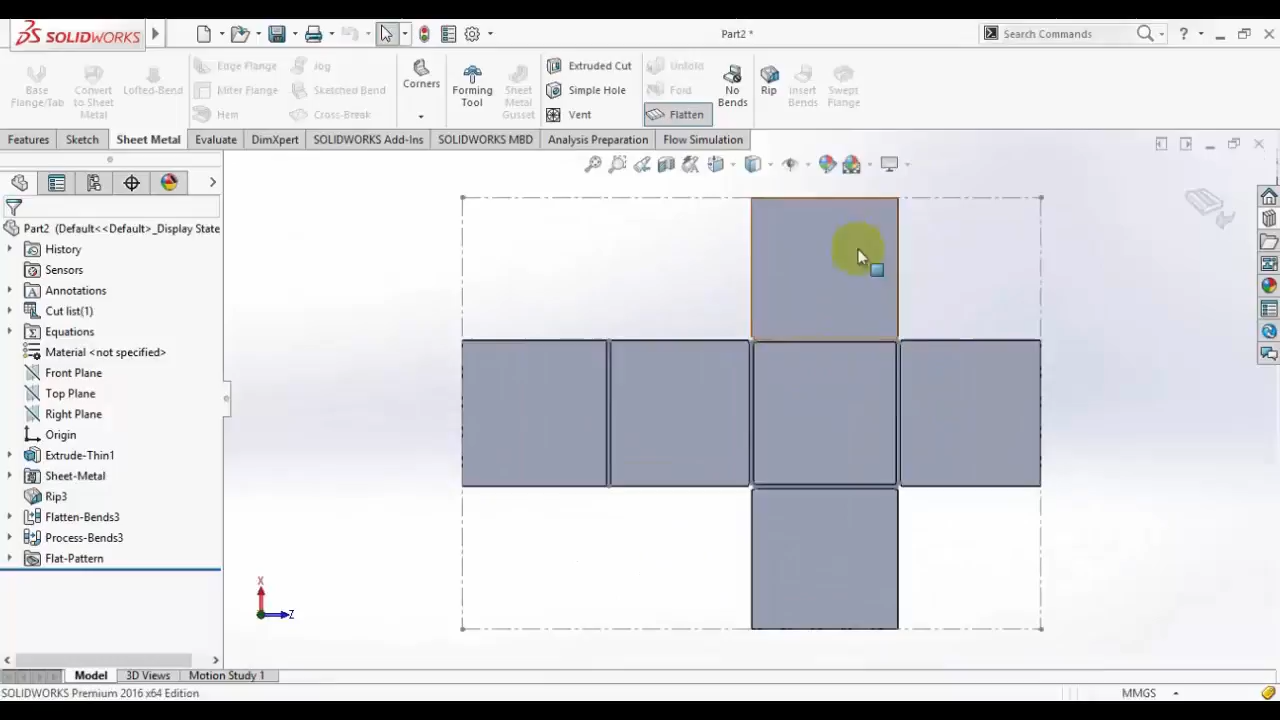 SOLIDWORKS
Part2 *
Search Commands
?
Base Flange/Tab
Convert to Sheet Metal
Lofted-Bend
Edge Flange
Miter Flange
Hem
Jog
Sketched Bend
Cross-Break
Corners
Forming Tool
Sheet Metal Gusset
Extruded Cut
Simple Hole
Vent
Unfold
Fold
Flatten
No Bends
Rip
Insert Bends
Swept Flange
Features
Sketch
Sheet Metal
Evaluate
DimXpert
SOLIDWORKS Add-Ins
SOLIDWORKS MBD
Analysis Preparation
Flow Simulation
Part2 (Default<<Default>_Display State
History
Sensors
Annotations
Cut list(1)
Equations
Material <not specified>
Front Plane
Top Plane
Right Plane
Origin
Extrude-Thin1
Sheet-Metal
Rip3
Flatten-Bends3
Process-Bends3
Flat-Pattern
X
Z
Model
3D Views
Motion Study 1
SOLIDWORKS Premium 2016 x64 Edition
MMGS